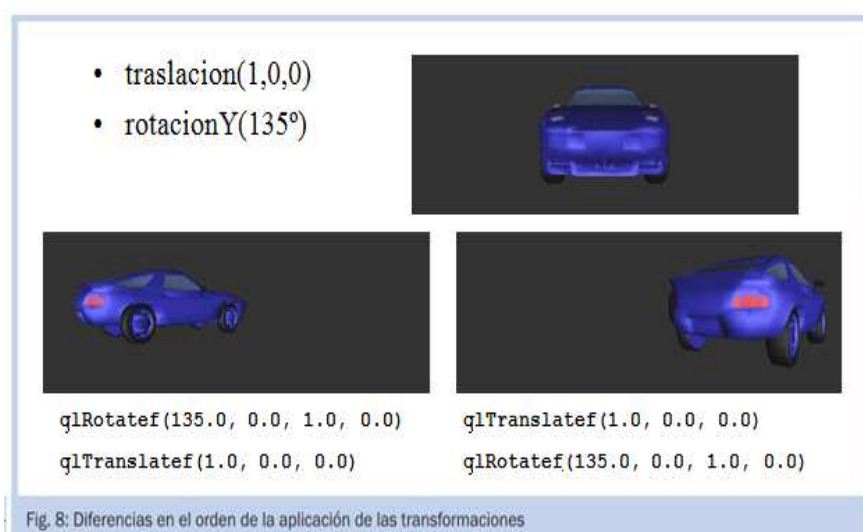 • traslacion(1,0,0)
• rotacionY(135º)
glRotatef(135.0, 0.0, 1.0, 0.0)
glTranslatef(1.0, 0.0, 0.0)
glTranslatef(1.0, 0.0, 0.0)
glRotatef(135.0, 0.0, 1.0, 0.0)
Fig. 8: Diferencias en el orden de la aplicación de las transformaciones